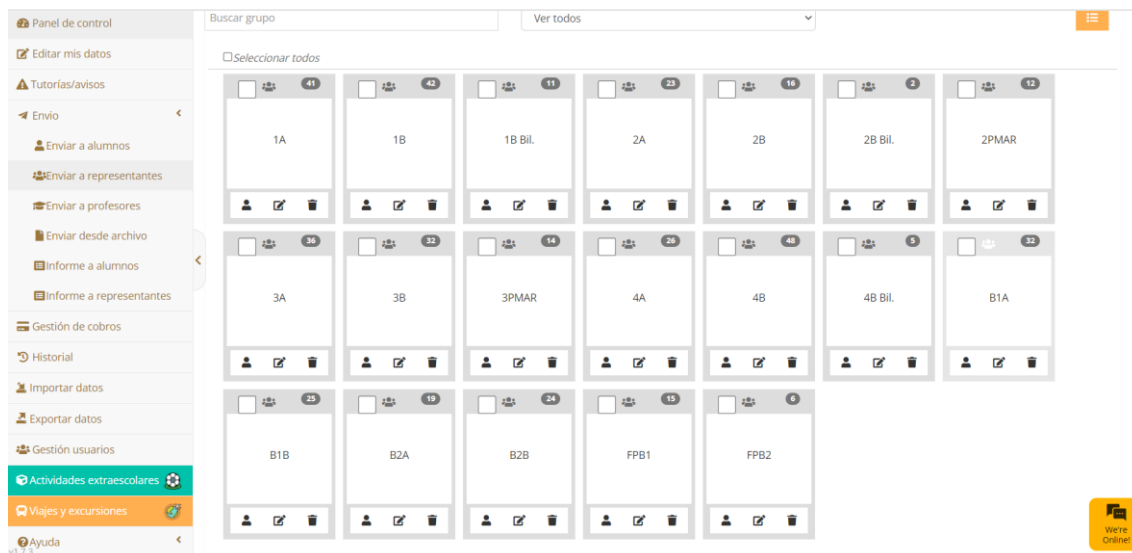 Panel de control
Editar mis datos
Tutorías/avisos
Envio
Enviar a alumnos
Enviar a representantes
Enviar a profesores
Enviar desde archivo
Informe a alumnos
Informe a representantes
Gestión de cobros
Historial
Importar datos
Exportar datos
Gestión usuarios
Actividades extraescolares
Viajes y excursiones
Ayuda
v1.7.3
Buscar grupo
Ver todos
Seleccionar todos
41 42 11 23 16 2 12
1A 1B 1B Bil. 2A 2B 2B Bil. 2PMAR
36 32 14 26 48 5 32
3A 3B 3PMAR 4A 4B 4B Bil. B1A
25 19 24 15 6
B1B B2A B2B FPB1 FPB2
We're
Online!